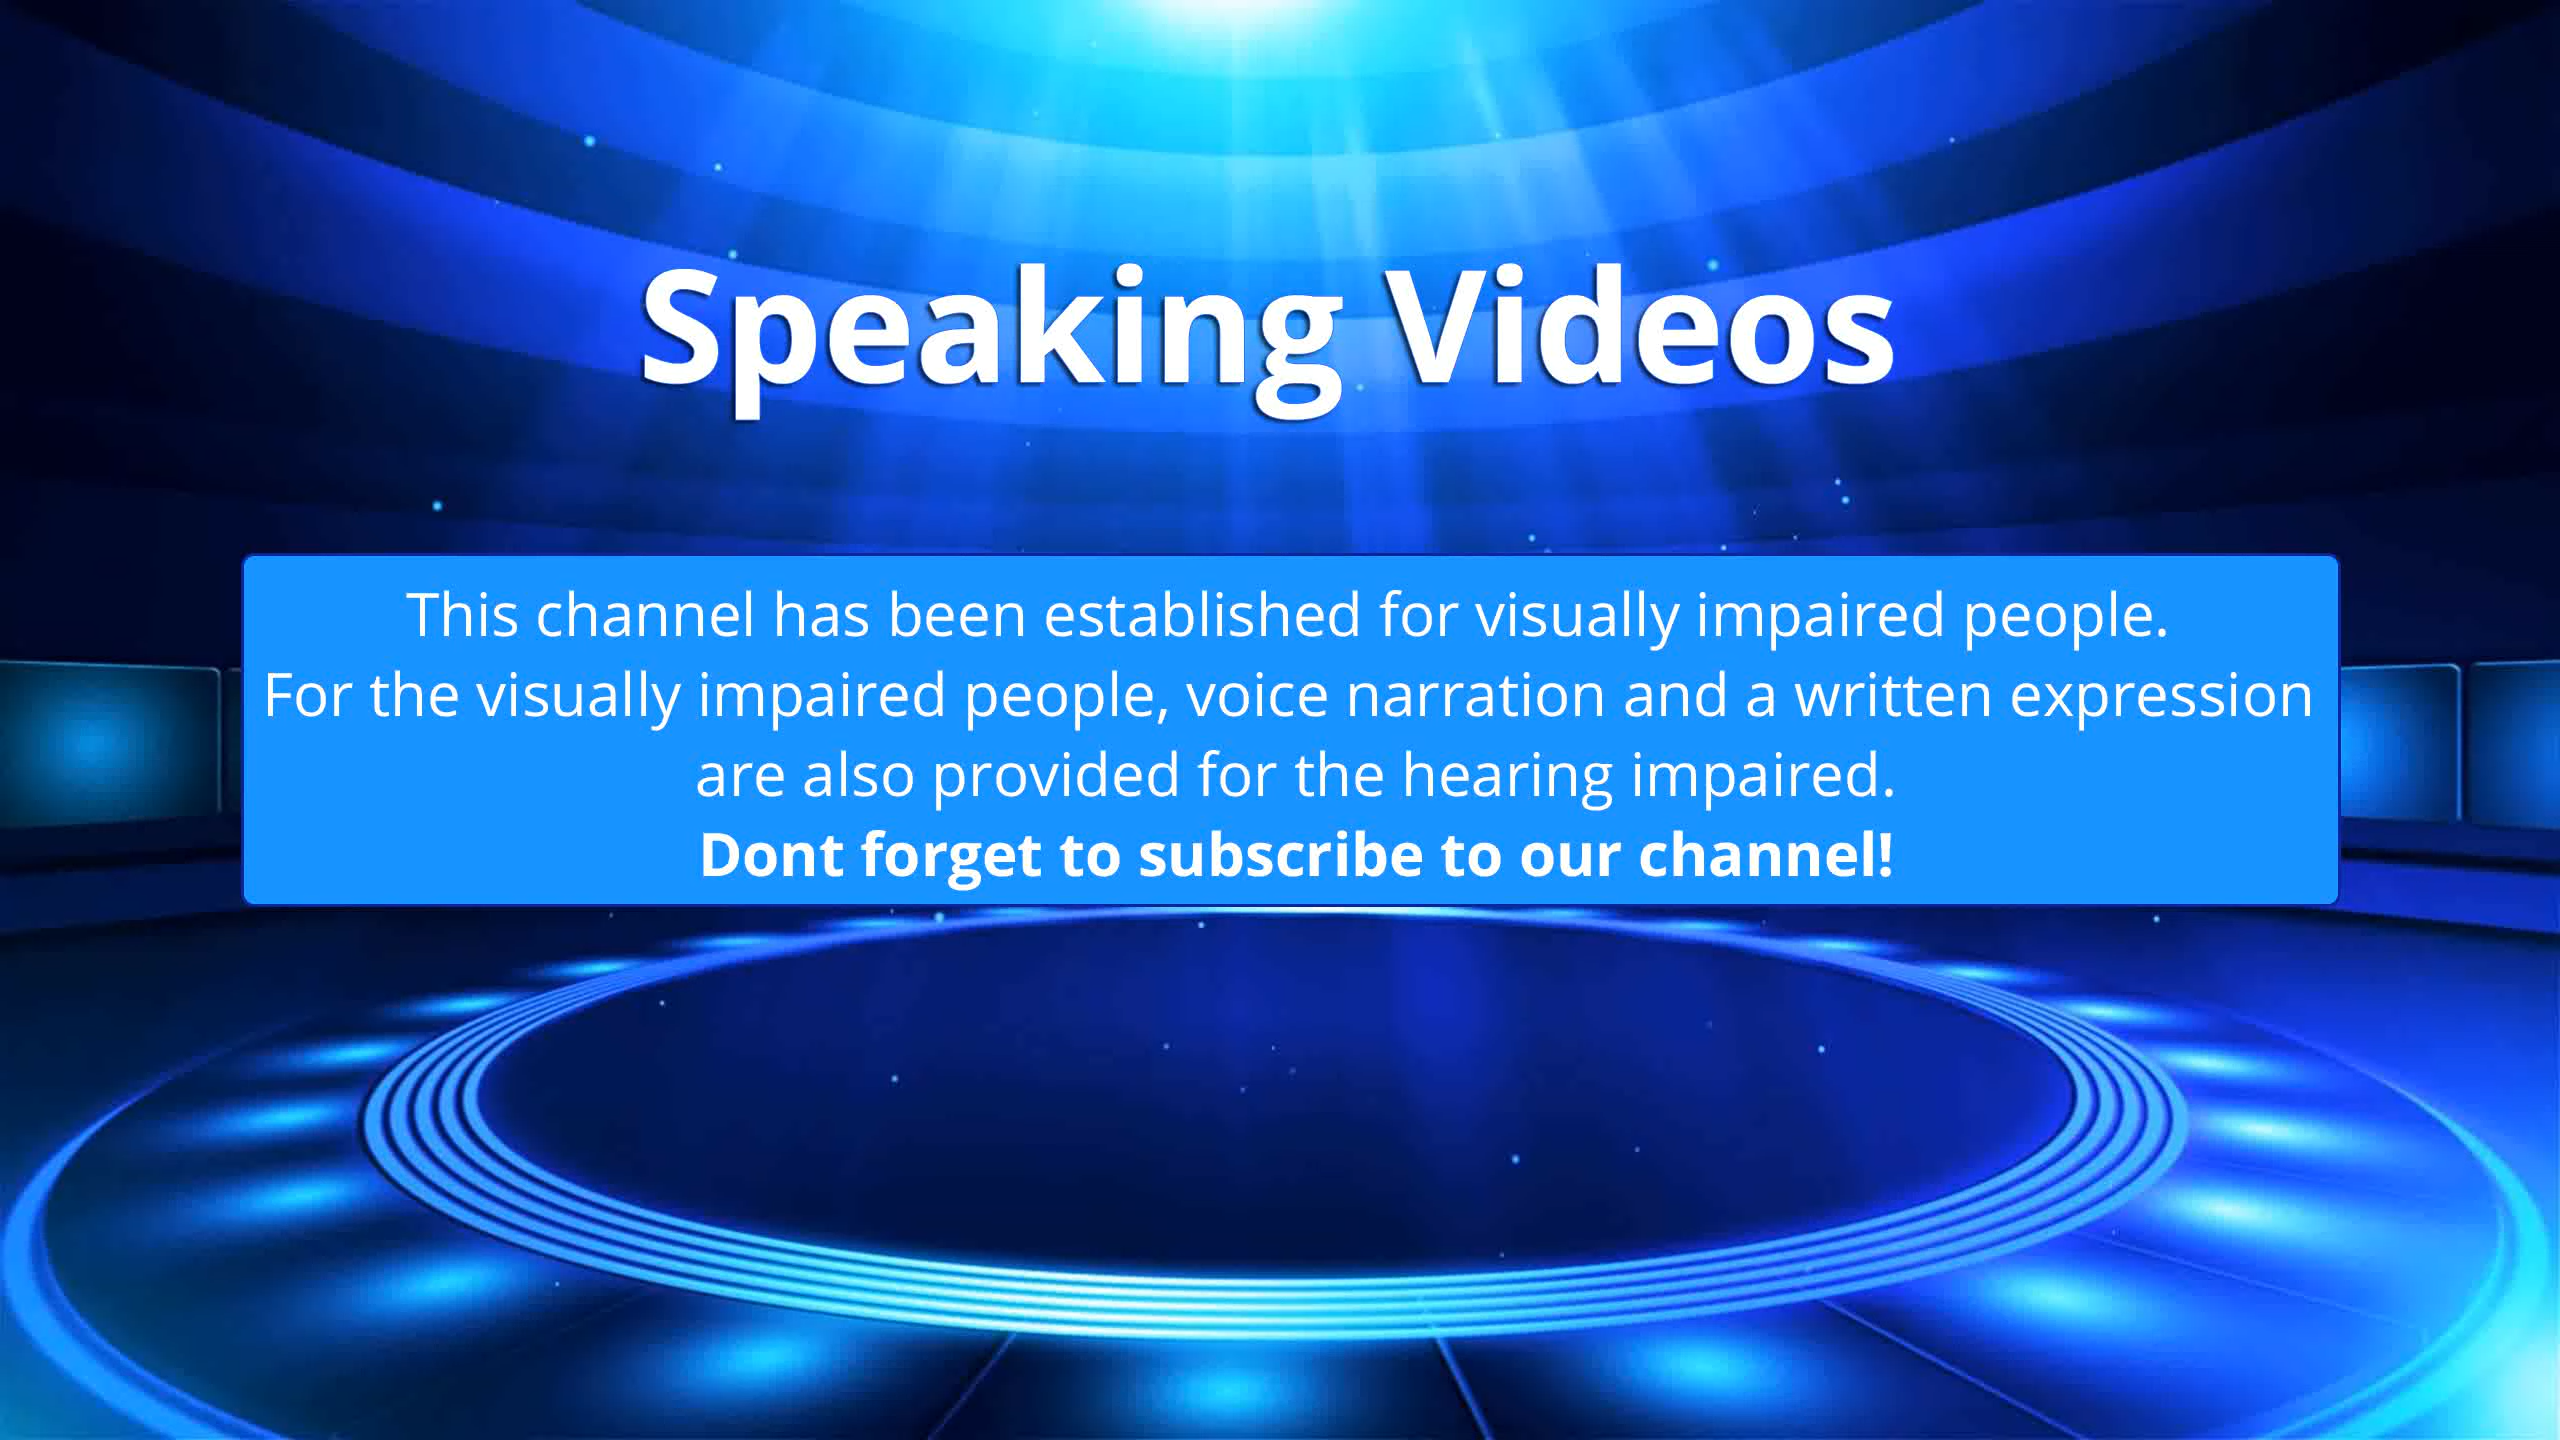 Speaking Videos
This channel has been established for visually impaired people.
For the visually impaired people, voice narration and a written expression
are also provided for the hearing impaired.
Dont forget to subscribe to our channel!